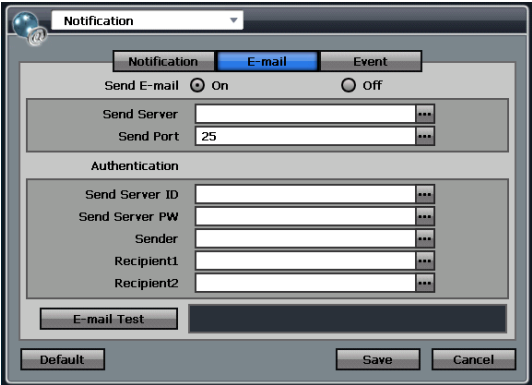 Notification
Notification E-mail Event
Send E-mail On Off
Send Server
Send Port 25
Authentication
Send Server ID
Send Server PW
Sender
Recipient1
Recipient2
E-mail Test
Default Save Cancel